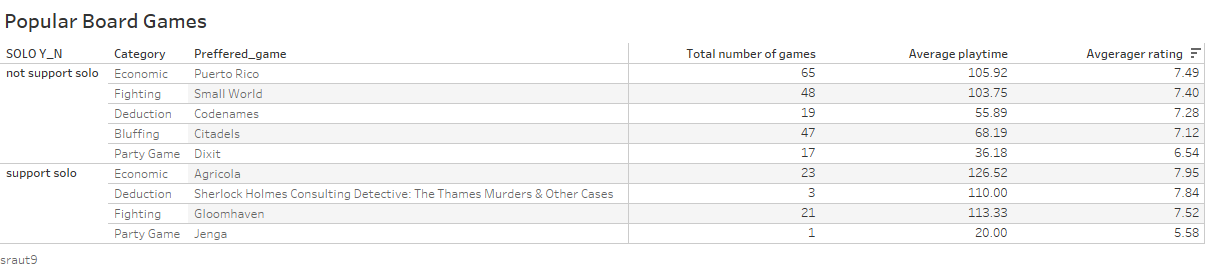 Popular Board Games
SOLO Y_N Category Preffered_game Total number of games Average playtime Avgerager rating
not support solo Economic Puerto Rico 65 105.92 7.49
Fighting Small World 48 103.75 7.40
Deduction Codenames 19 55.89 7.28
Bluffing Citadels 47 68.19 7.12
Party Game Dixit 17 36.18 6.54
support solo Economic Agricola 23 126.52 7.95
Deduction Sherlock Holmes Consulting Detective: The Thames Murders & Other Cases 3 110.00 7.84
Fighting Gloomhaven 21 113.33 7.52
Party Game Jenga 1 20.00 5.58
sraut9